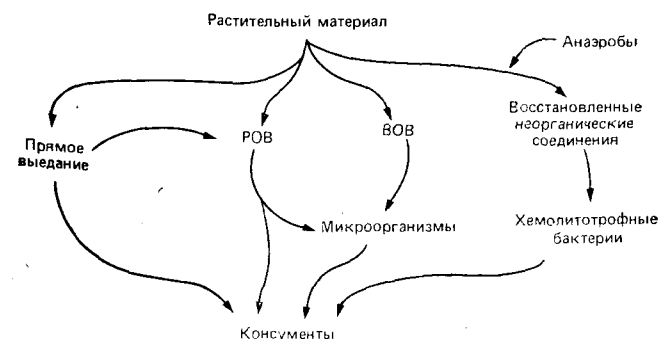 Растительный материал
Анаэробы
Прямое
выедание
РОВ
ВОВ
Восстановленные
неорганические
соединения
Микроорганизмы
Хемолитотрофные
бактерии
Консументы